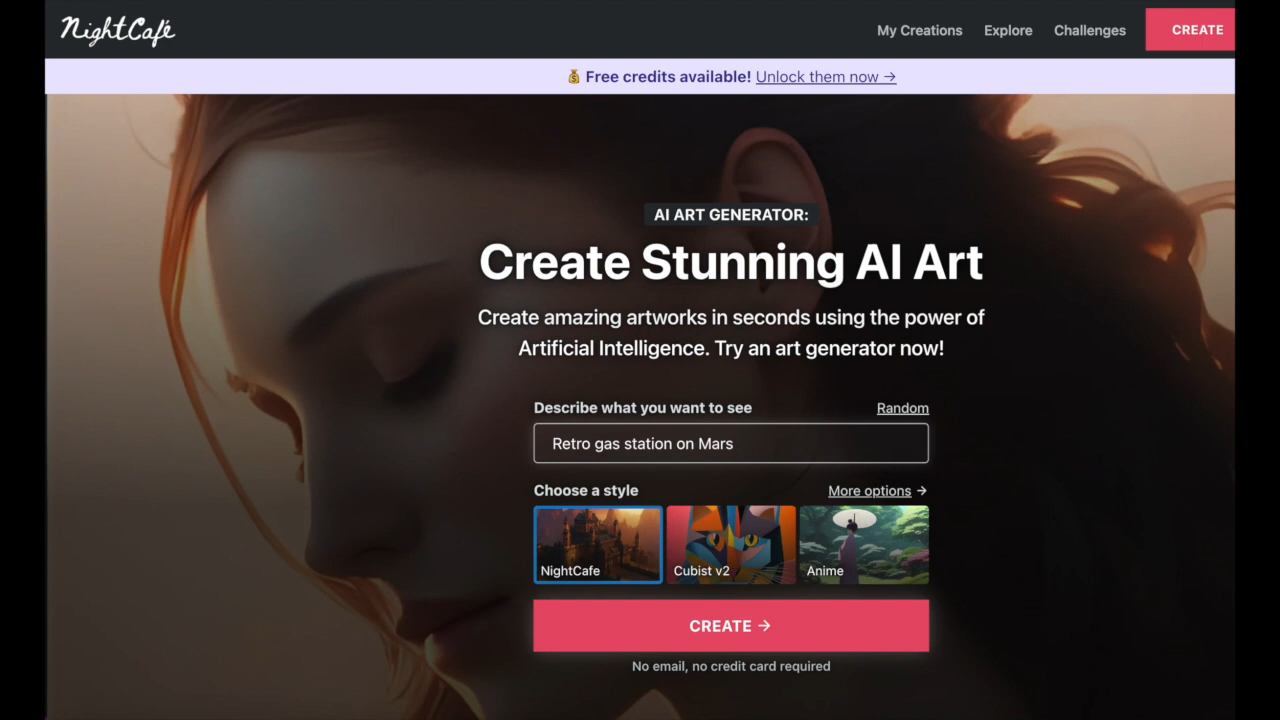 NightCafé
My Creations Explore Challenges CREATE
💰 Free credits available! Unlock them now →
AI ART GENERATOR:
Create Stunning AI Art
Create amazing artworks in seconds using the power of
Artificial Intelligence. Try an art generator now!
Describe what you want to see Random
Retro gas station on Mars
Choose a style More options →
NightCafe Cubist v2 Anime
CREATE →
No email, no credit card required